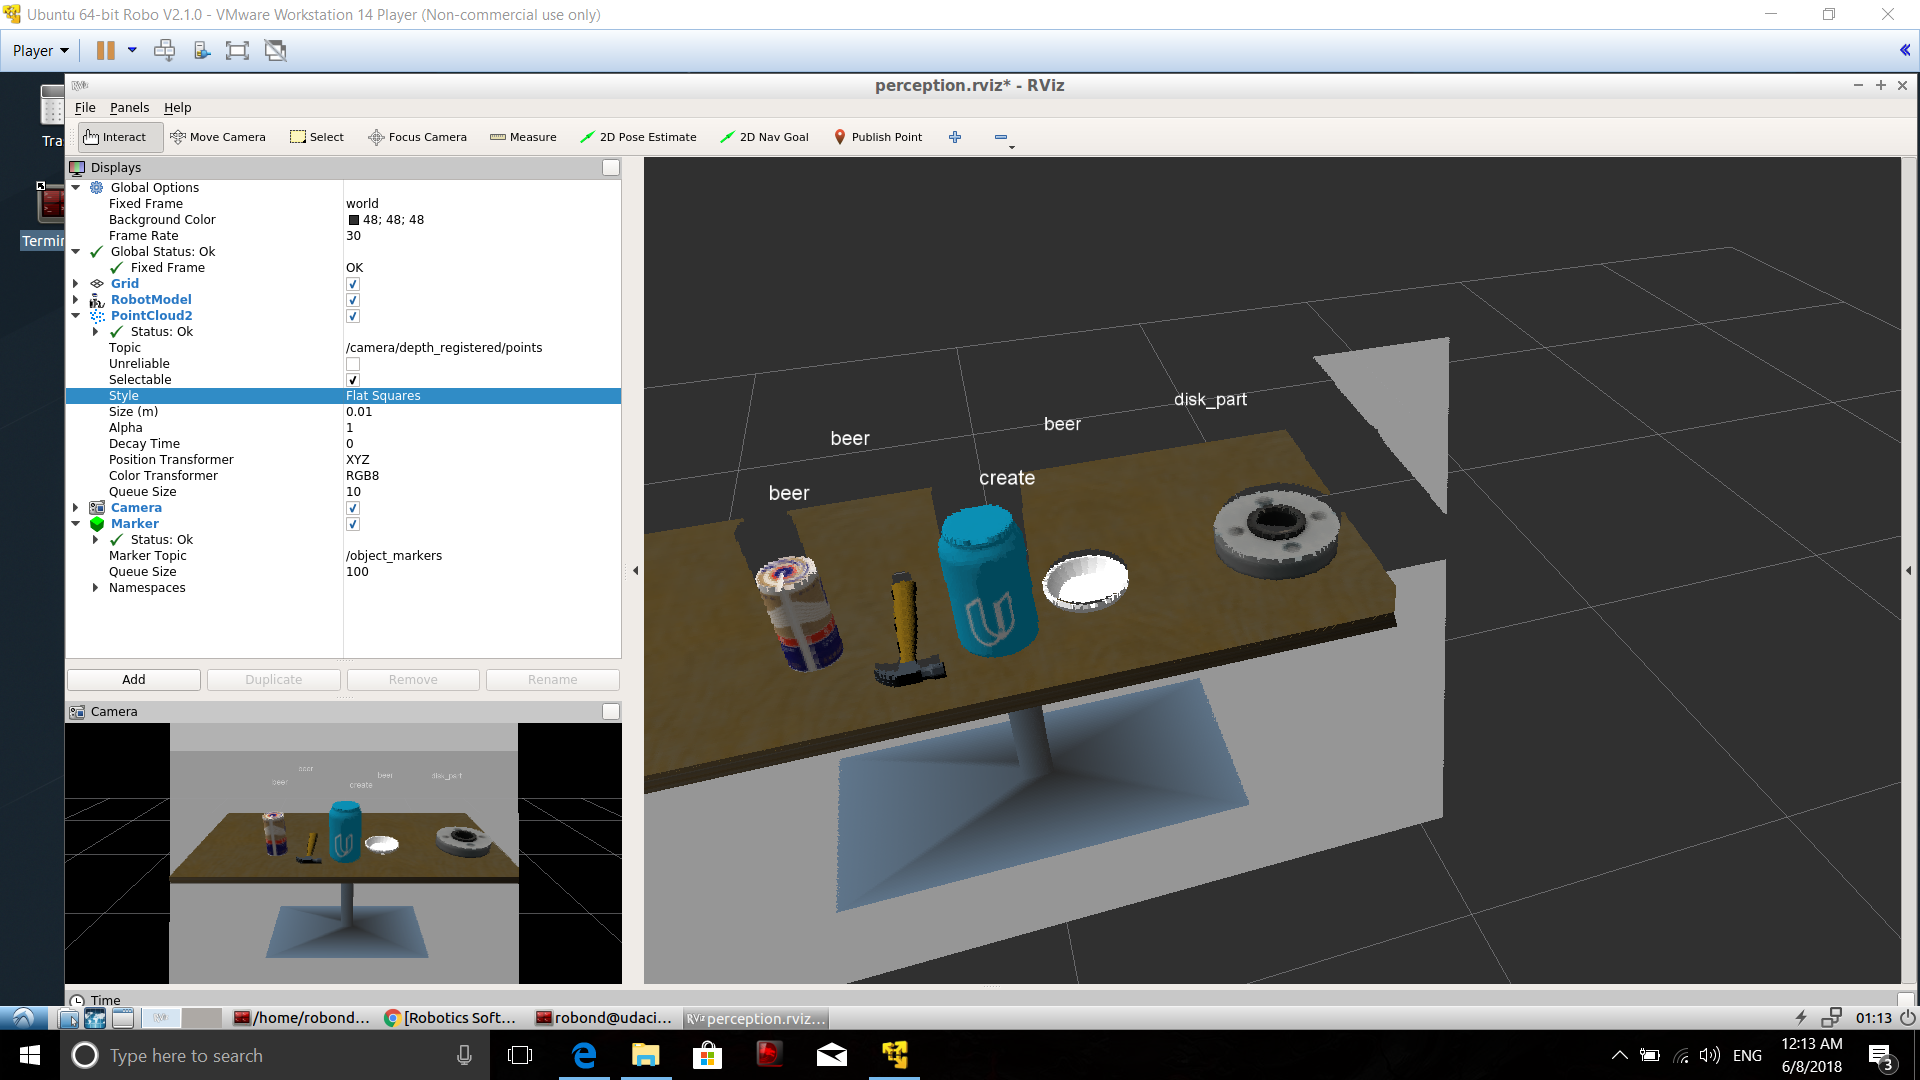 Ubuntu 64-bit Robo V2.1.0 - VMware Workstation 14 Player (Non-commercial use only)
Player
perception.rviz* - RViz
File Panels Help
Interact Move Camera Select Focus Camera Measure 2D Pose Estimate 2D Nav Goal Publish Point
Tra
Termin
Displays
Global Options
Fixed Frame world
Background Color 48; 48; 48
Frame Rate 30
Global Status: Ok
Fixed Frame OK
Grid
RobotModel
PointCloud2
Status: Ok
Topic /camera/depth_registered/points
Unreliable
Selectable
Style Flat Squares
Size (m) 0.01
Alpha 1
Decay Time 0
Position Transformer XYZ
Color Transformer RGB8
Queue Size 10
Camera
Marker
Status: Ok
Marker Topic /object_markers
Queue Size 100
Namespaces
Add Duplicate Remove Rename
disk_part
beer
beer
create
beer
Camera
beer
beer
disk_part
beer
create
Time
/home/robond... [Robotics Soft... robond@udaci... perception.rviz...
01:13
Type here to search
ENG
12:13 AM
6/8/2018
3